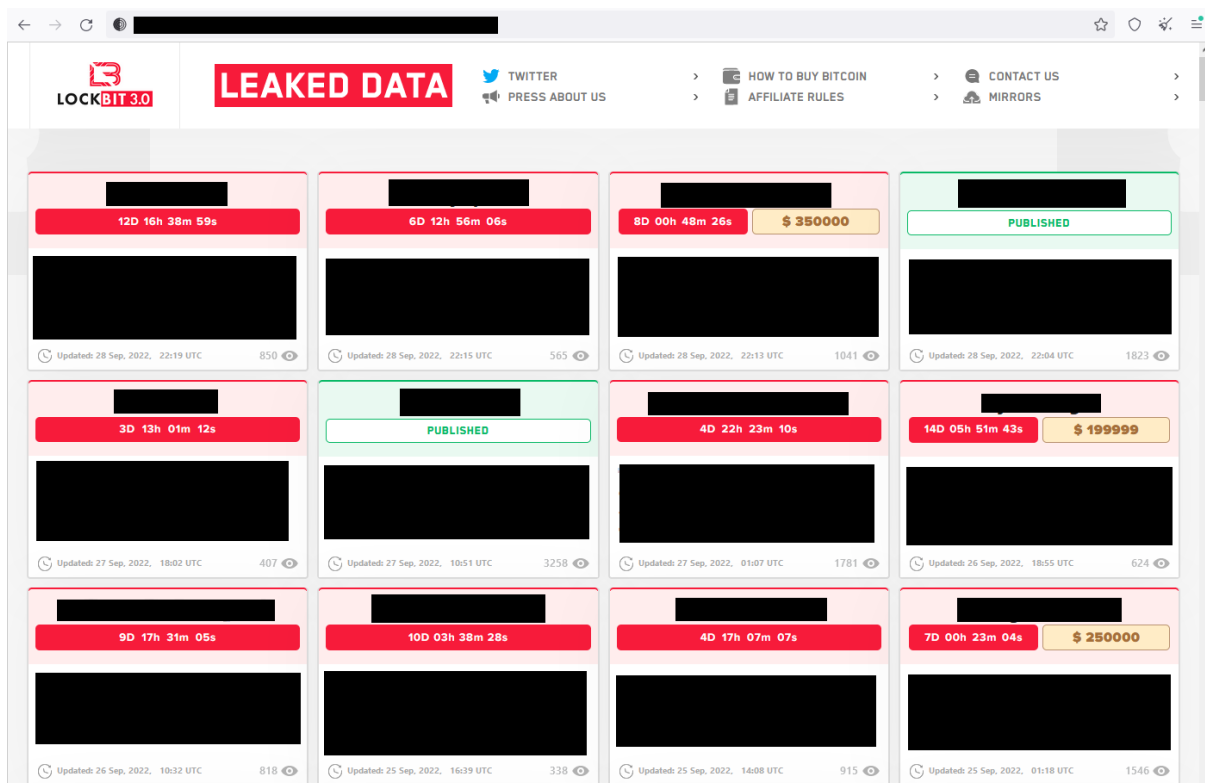 LOCKBIT 3.0
LEAKED DATA
TWITTER
PRESS ABOUT US
HOW TO BUY BITCOIN
AFFILIATE RULES
CONTACT US
MIRRORS
12D 16h 38m 59s
Updated: 28 Sep, 2022, 22:19 UTC 850
6D 12h 56m 06s
Updated: 28 Sep, 2022, 22:15 UTC 565
8D 00h 48m 26s $ 350000
Updated: 28 Sep, 2022, 22:13 UTC 1041
PUBLISHED
Updated: 28 Sep, 2022, 22:04 UTC 1823
3D 13h 01m 12s
Updated: 27 Sep, 2022, 18:02 UTC 407
PUBLISHED
Updated: 27 Sep, 2022, 10:51 UTC 3258
4D 22h 23m 10s
Updated: 27 Sep, 2022, 01:07 UTC 1781
14D 05h 51m 43s $ 199999
Updated: 26 Sep, 2022, 18:55 UTC 624
9D 17h 31m 05s
Updated: 26 Sep, 2022, 10:32 UTC 818
10D 03h 38m 28s
Updated: 25 Sep, 2022, 16:39 UTC 338
4D 17h 07m 07s
Updated: 25 Sep, 2022, 14:08 UTC 915
7D 00h 23m 04s $ 250000
Updated: 25 Sep, 2022, 01:18 UTC 1546